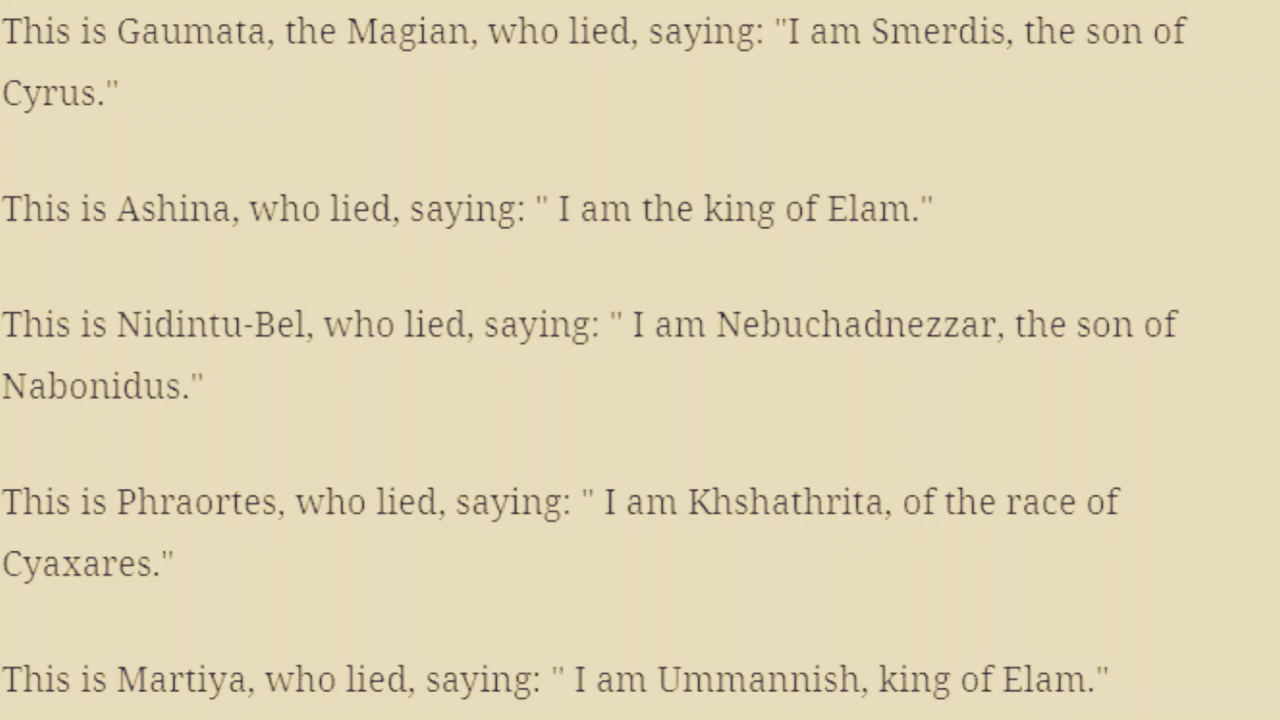 This is Gaumata, the Magian, who lied, saying: "I am Smerdis, the son of
Cyrus."
This is Ashina, who lied, saying: " I am the king of Elam."
This is Nidintu-Bel, who lied, saying: " I am Nebuchadnezzar, the son of
Nabonidus."
This is Phraortes, who lied, saying: " I am Khshathrita, of the race of
Cyaxares."
This is Martiya, who lied, saying: " I am Ummannish, king of Elam."